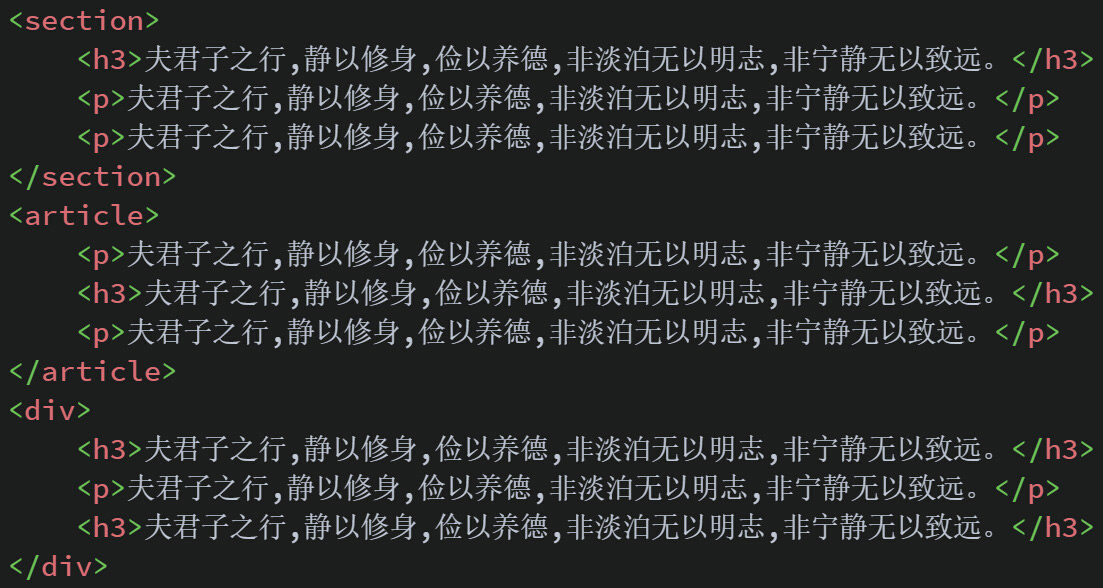 <section>
    <h3>夫君子之行,静以修身,俭以养德,非淡泊无以明志,非宁静无以致远。</h3>
    <p>夫君子之行,静以修身,俭以养德,非淡泊无以明志,非宁静无以致远。</p>
    <p>夫君子之行,静以修身,俭以养德,非淡泊无以明志,非宁静无以致远。</p>
</section>
<article>
    <p>夫君子之行,静以修身,俭以养德,非淡泊无以明志,非宁静无以致远。</p>
    <h3>夫君子之行,静以修身,俭以养德,非淡泊无以明志,非宁静无以致远。</h3>
    <p>夫君子之行,静以修身,俭以养德,非淡泊无以明志,非宁静无以致远。</p>
</article>
<div>
    <h3>夫君子之行,静以修身,俭以养德,非淡泊无以明志,非宁静无以致远。</h3>
    <p>夫君子之行,静以修身,俭以养德,非淡泊无以明志,非宁静无以致远。</p>
    <h3>夫君子之行,静以修身,俭以养德,非淡泊无以明志,非宁静无以致远。</h3>
</div>